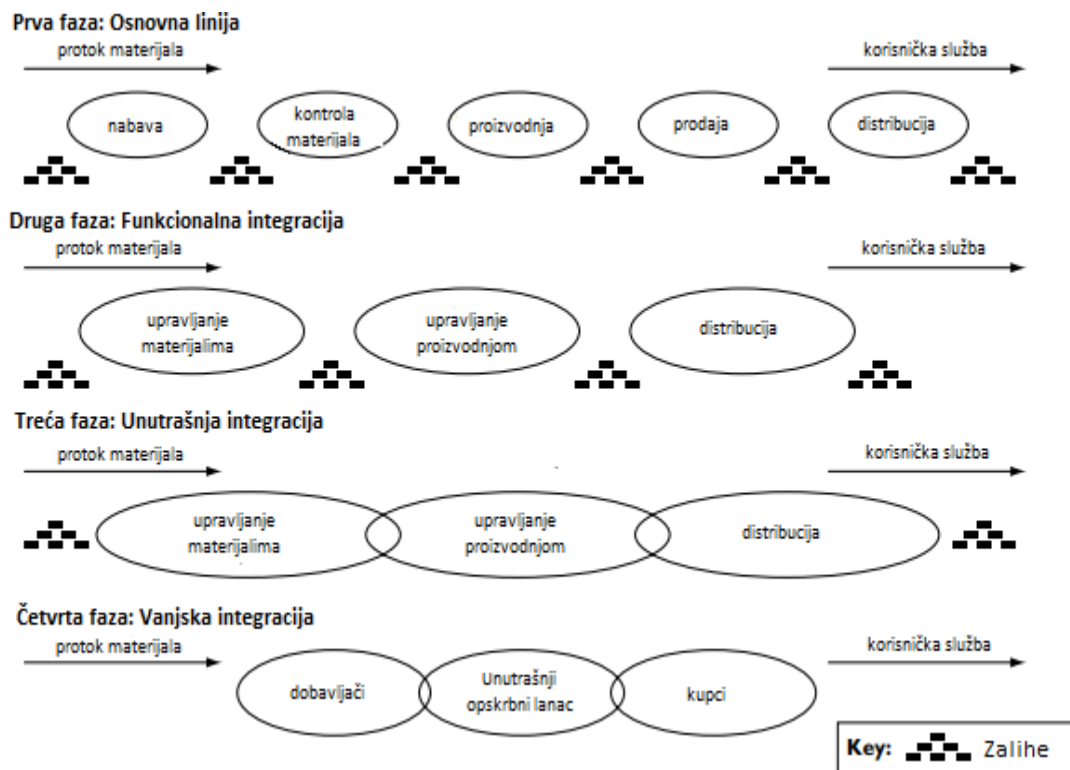 Prva faza: Osnovna linija
protok materijala
korisnička služba
nabava
kontrola
materijala
proizvodnja
prodaja
distribucija
Druga faza: Funkcionalna integracija
protok materijala
korisnička služba
upravljanje
materijalima
upravljanje
proizvodnjom
distribucija
Treća faza: Unutrašnja integracija
protok materijala
korisnička služba
upravljanje
materijalima
upravljanje
proizvodnjom
distribucija
Četvrta faza: Vanjska integracija
protok materijala
korisnička služba
dobavljači
Unutrašnji
opskrbni lanac
kupci
Key: Zalihe